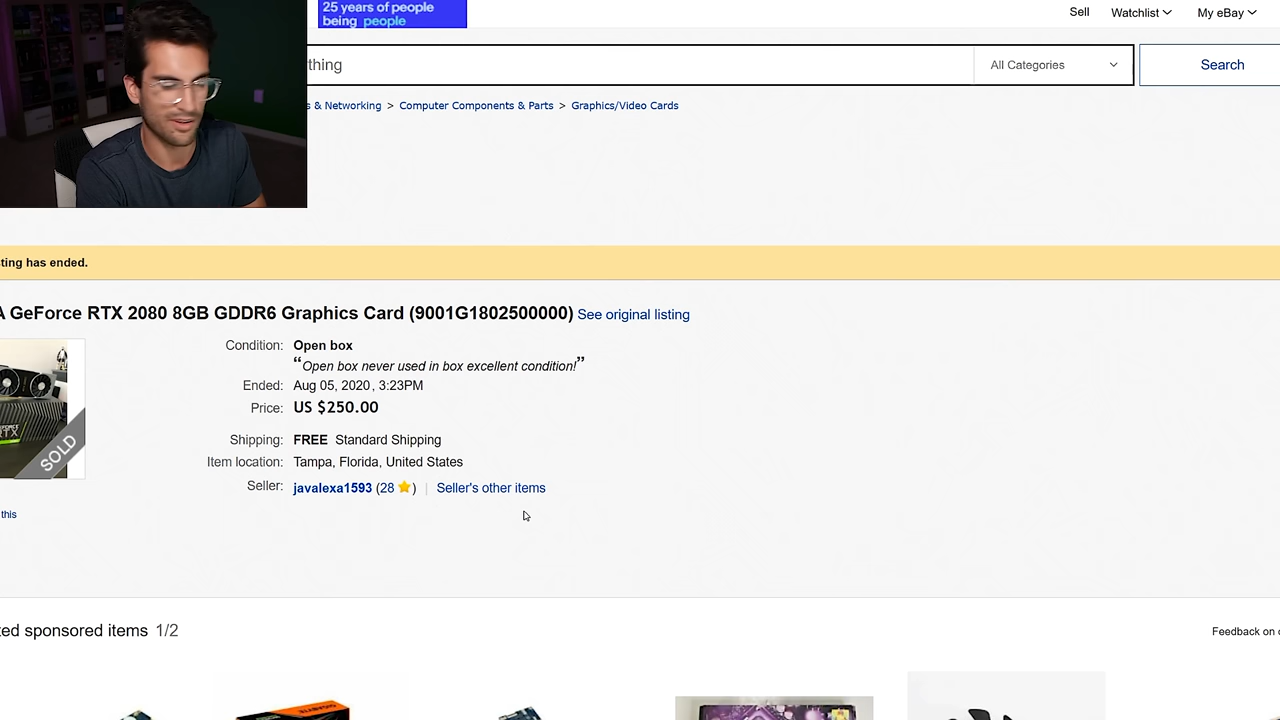 25 years of people
being people
Sell
Watchlist
My eBay
thing
All Categories
Search
s & Networking > Computer Components & Parts > Graphics/Video Cards
ting has ended.
A GeForce RTX 2080 8GB GDDR6 Graphics Card (9001G1802500000) See original listing
Condition: Open box
“Open box never used in box excellent condition!”
Ended: Aug 05, 2020, 3:23PM
Price: US $250.00
Shipping: FREE Standard Shipping
Item location: Tampa, Florida, United States
Seller: javalexa1593 (28) | Seller's other items
RTX
SOLD
this
ted sponsored items 1/2
Feedback on
GIGABYTE